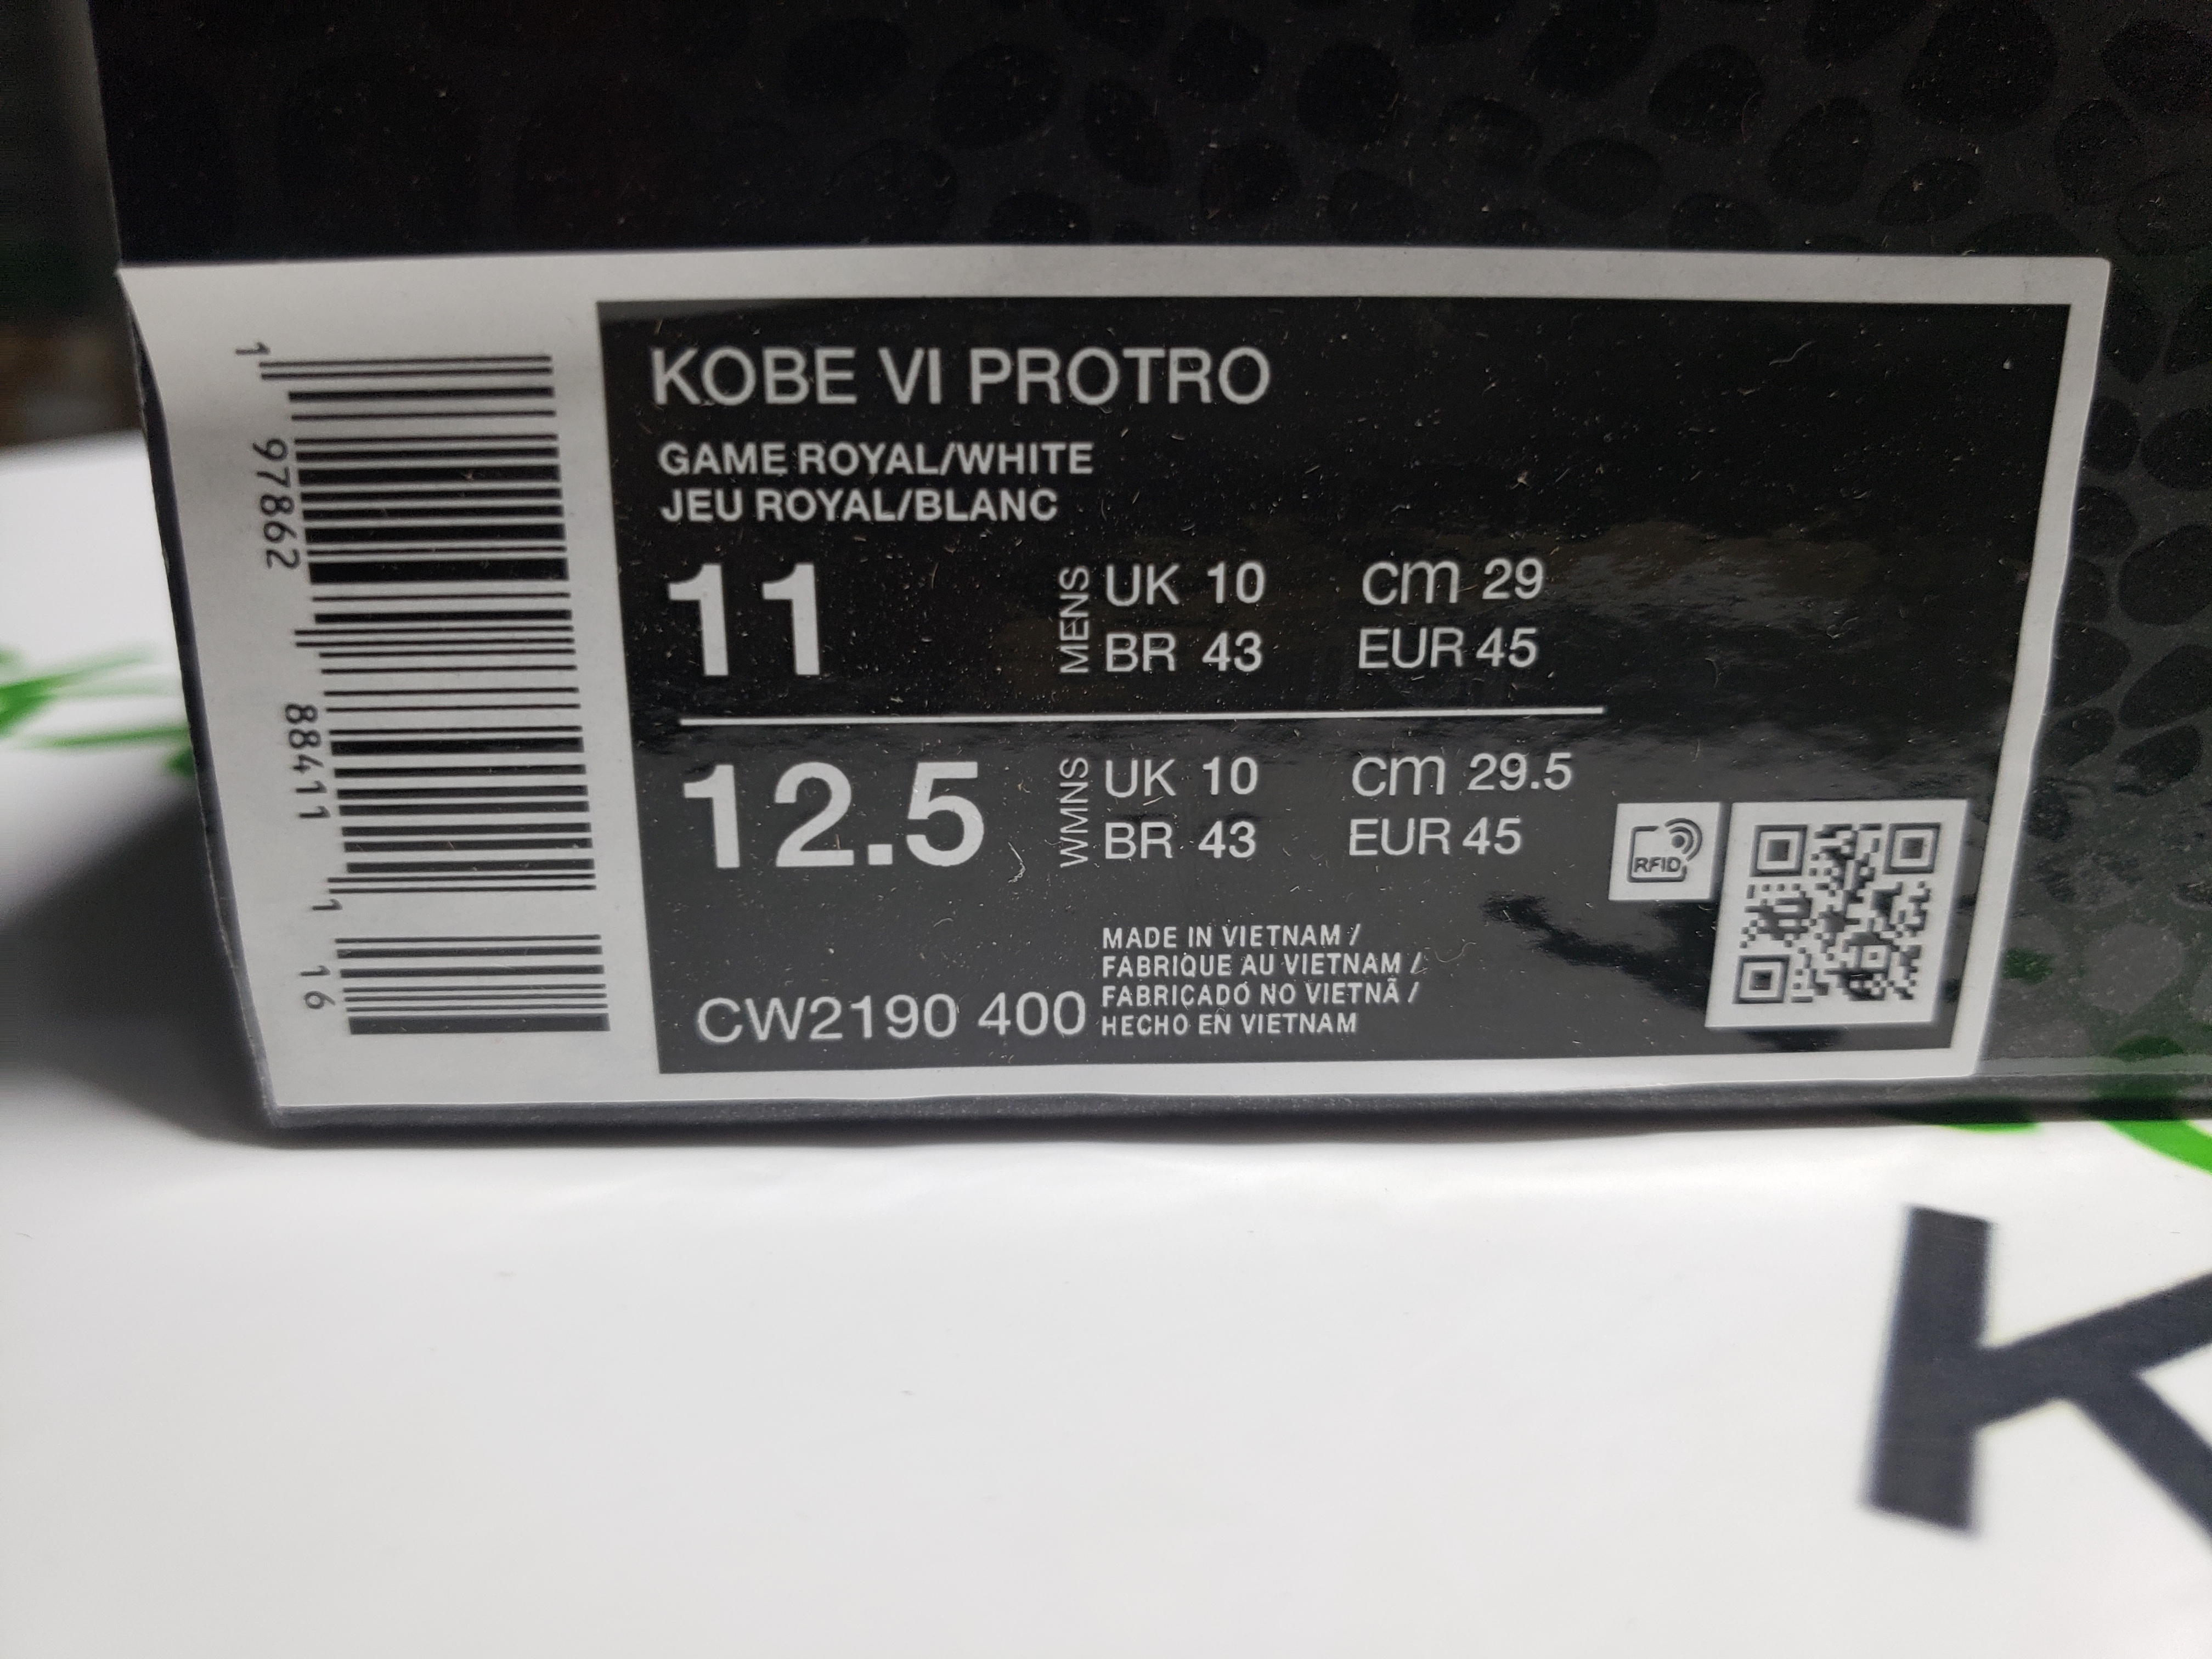 KOBE VI PROTRO
GAME ROYAL/WHITE
JEU ROYAL/BLANC
11 MENS UK 10 cm 29
BR 43 EUR 45
12.5 WMNS UK 10 cm 29.5
BR 43 EUR 45
RFID
CW2190 400
MADE IN VIETNAM /
FABRIQUE AU VIETNAM /
FABRICADO NO VIETNÃ /
HECHO EN VIETNAM
1 97862 88411 1 16
K